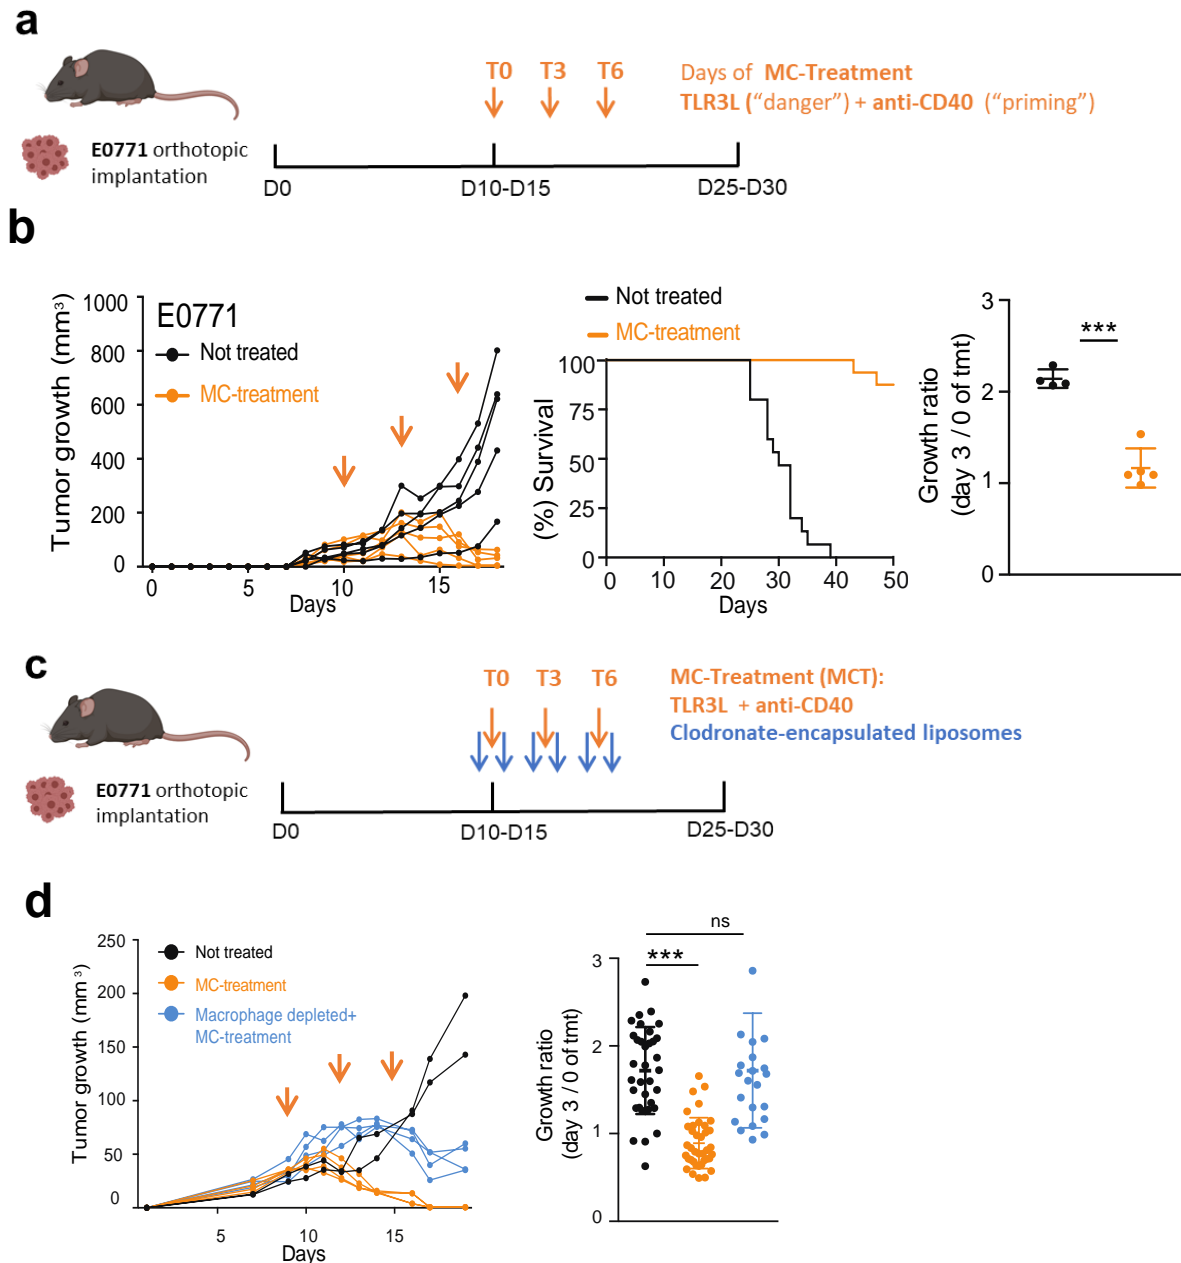 a
T0 T3 T6
Days of MC-Treatment
TLR3L (“danger”) + anti-CD40 (“priming”)
E0771 orthotopic
implantation
D0
D10-D15
D25-D30
b
Tumor growth (mm³)
1000
800
600
400
200
0
E0771
Not treated
MC-treatment
0 5 10 15
Days
Not treated
MC-treatment
(%) Survival
100
75
50
25
0
0 10 20 30 40 50
Days
Growth ratio
(day 3 / 0 of tmt)
3
2
1
0
***
c
T0 T3 T6
MC-Treatment (MCT):
TLR3L + anti-CD40
Clodronate-encapsulated liposomes
E0771 orthotopic
implantation
D0
D10-D15
D25-D30
d
Tumor growth (mm³)
250
200
150
100
50
0
Not treated
MC-treatment
Macrophage depleted+
MC-treatment
5 10 15
Days
Growth ratio
(day 3 / 0 of tmt)
3
2
1
0
ns
***